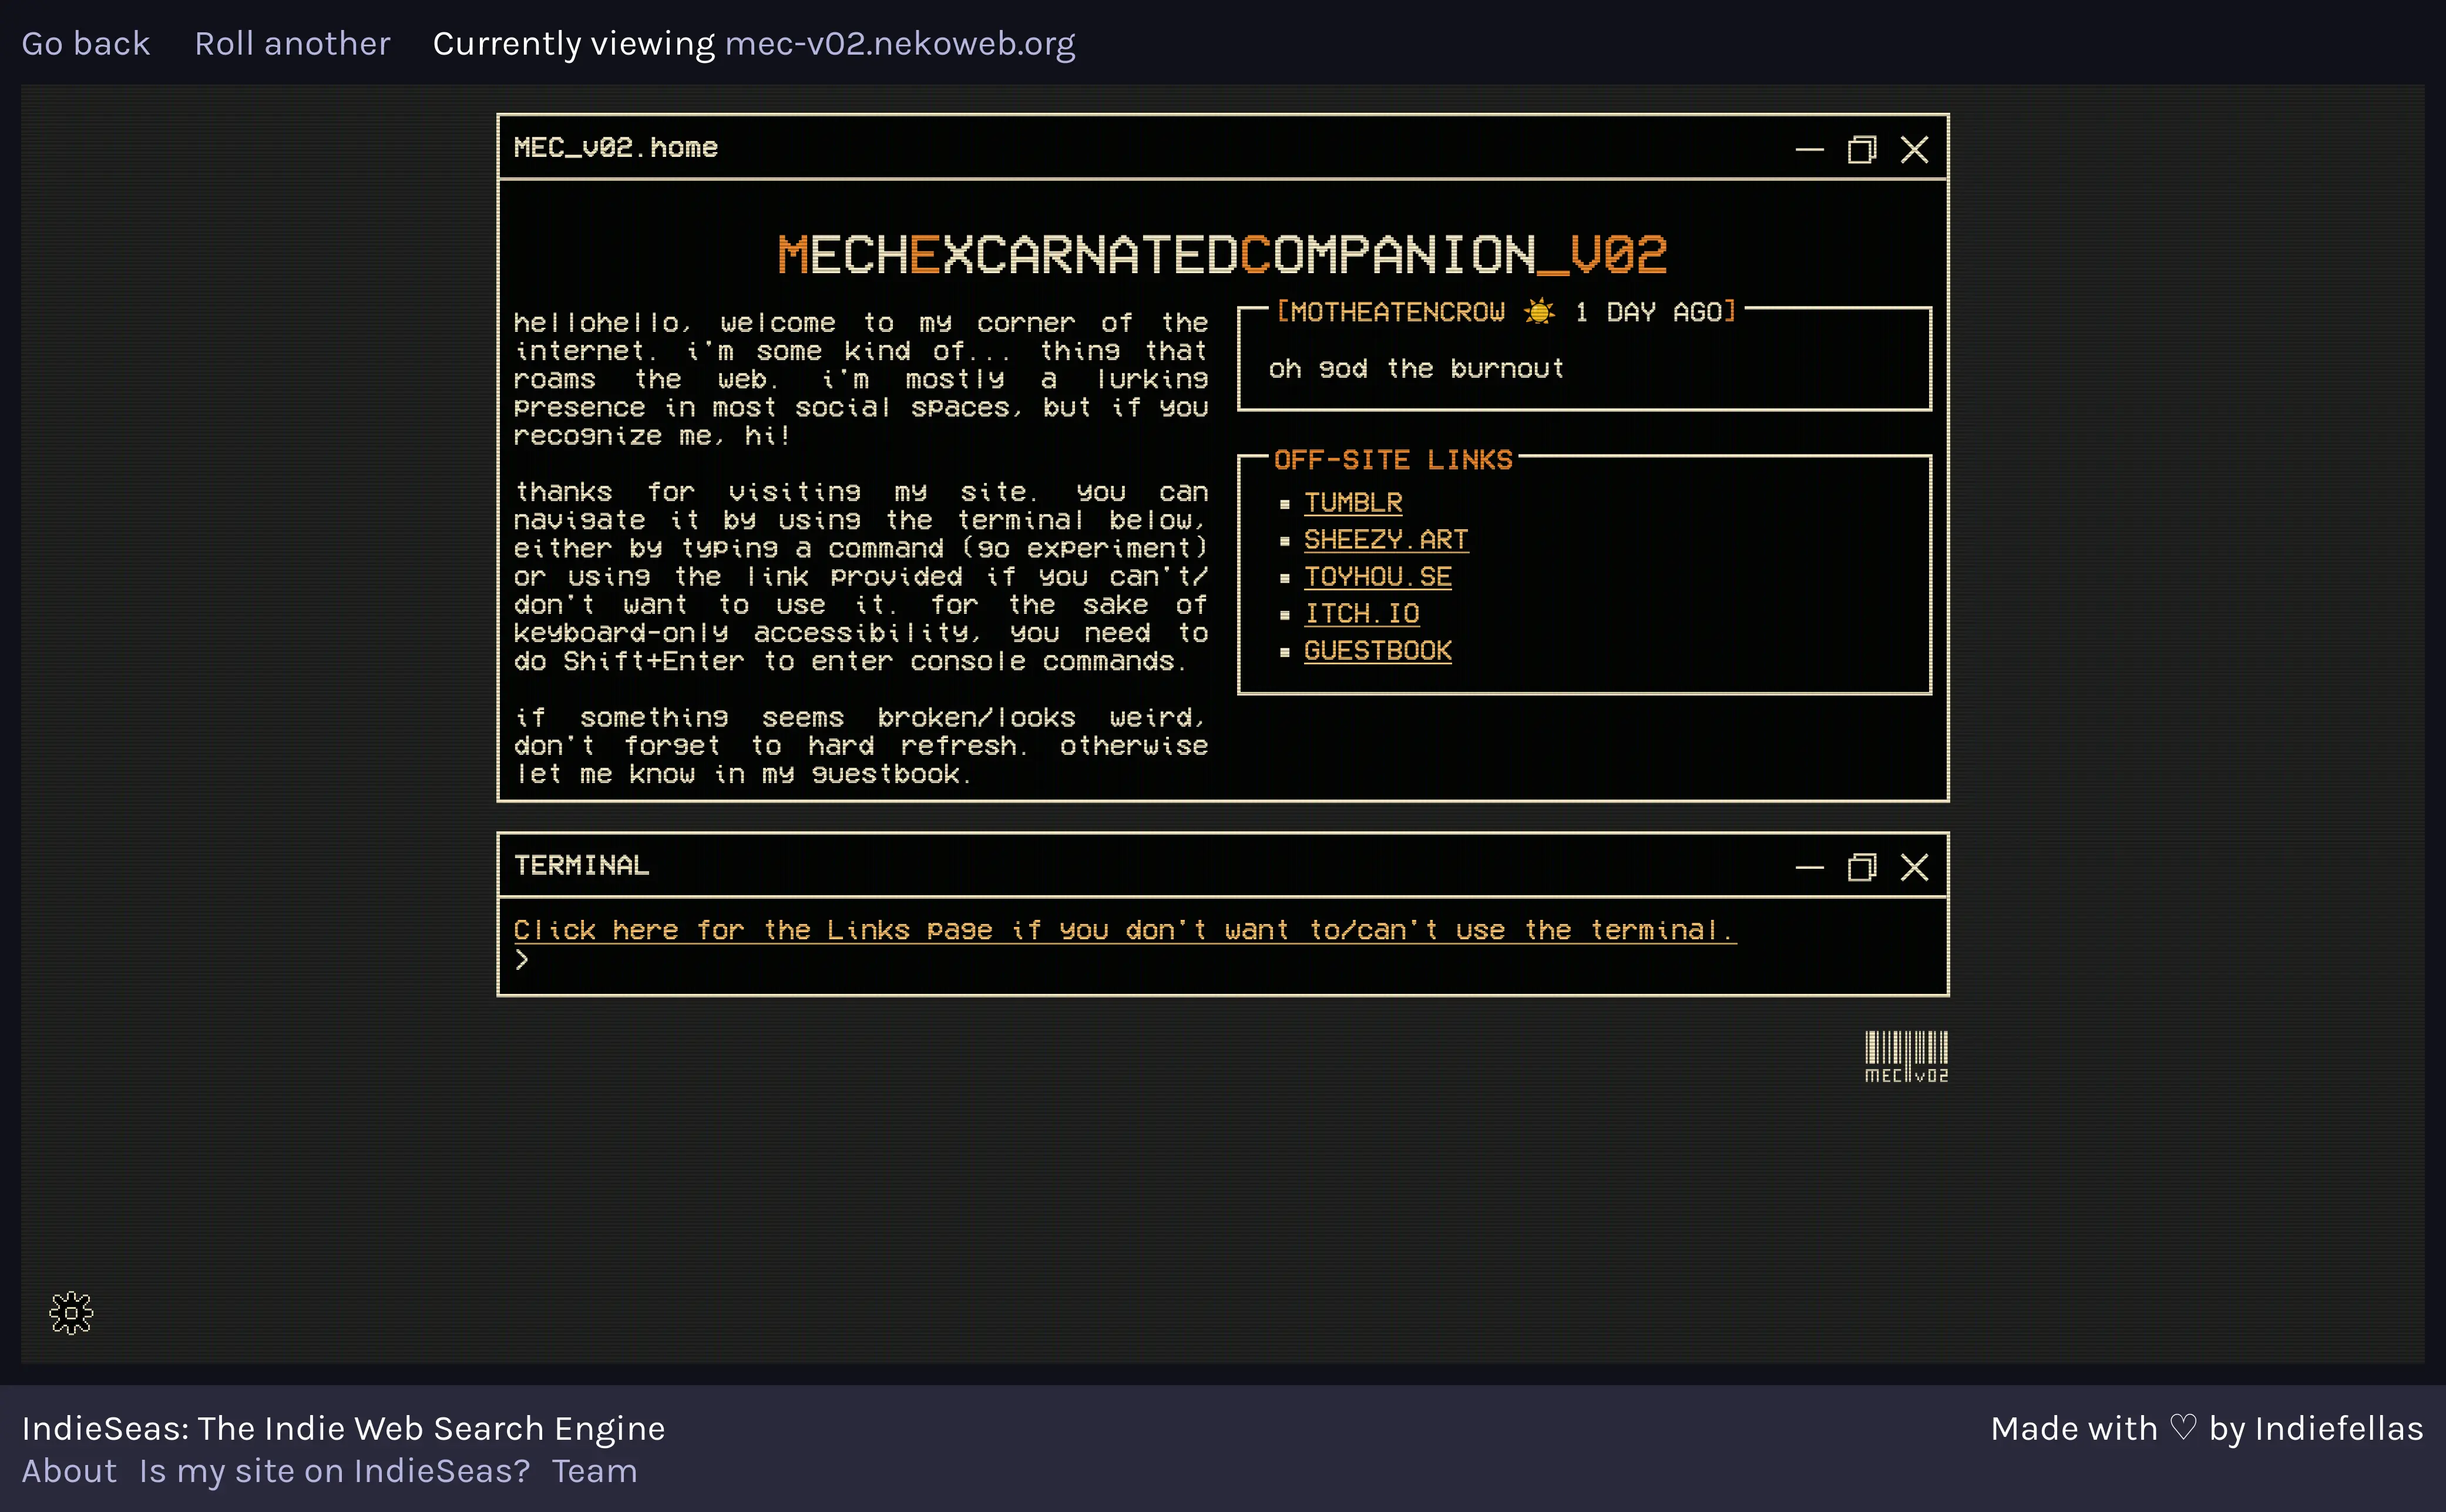 Go back Roll another Currently viewing mec-v02.nekoweb.org
MEC_v02.home
MECHEXCARNATEDCOMPANION_V02
hellohello, welcome to my corner of the
internet. i'm some kind of... thing that
roams the web. i'm mostly a lurking
presence in most social spaces, but if you
recognize me, hi!
thanks for visiting my site. you can
navigate it by using the terminal below,
either by typing a command (go experiment)
or using the link provided if you can't/
don't want to use it. for the sake of
keyboard-only accessibility, you need to
do Shift+Enter to enter console commands.
if something seems broken/looks weird,
don't forget to hard refresh. otherwise
let me know in my guestbook.
[MOTHEATENCROW ☀️ 1 DAY AGO]
oh god the burnout
OFF-SITE LINKS
TUMBLR
SHEEZY.ART
TOYHOU.SE
ITCH.IO
GUESTBOOK
TERMINAL
Click here for the Links page if you don't want to/can't use the terminal.
>
MEC v02
IndieSeas: The Indie Web Search Engine
About Is my site on IndieSeas? Team
Made with ♡ by Indiefellas